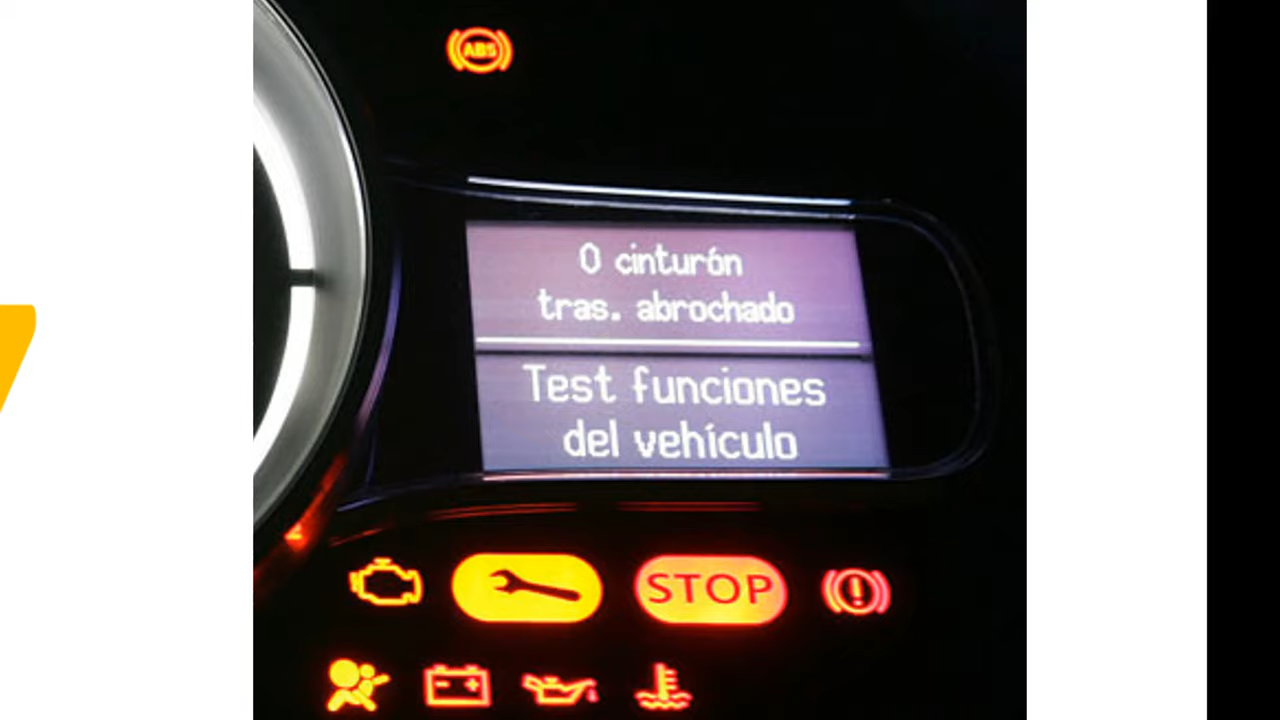 ABS
0 cinturón
tras. abrochado
Test funciones
del vehículo
STOP